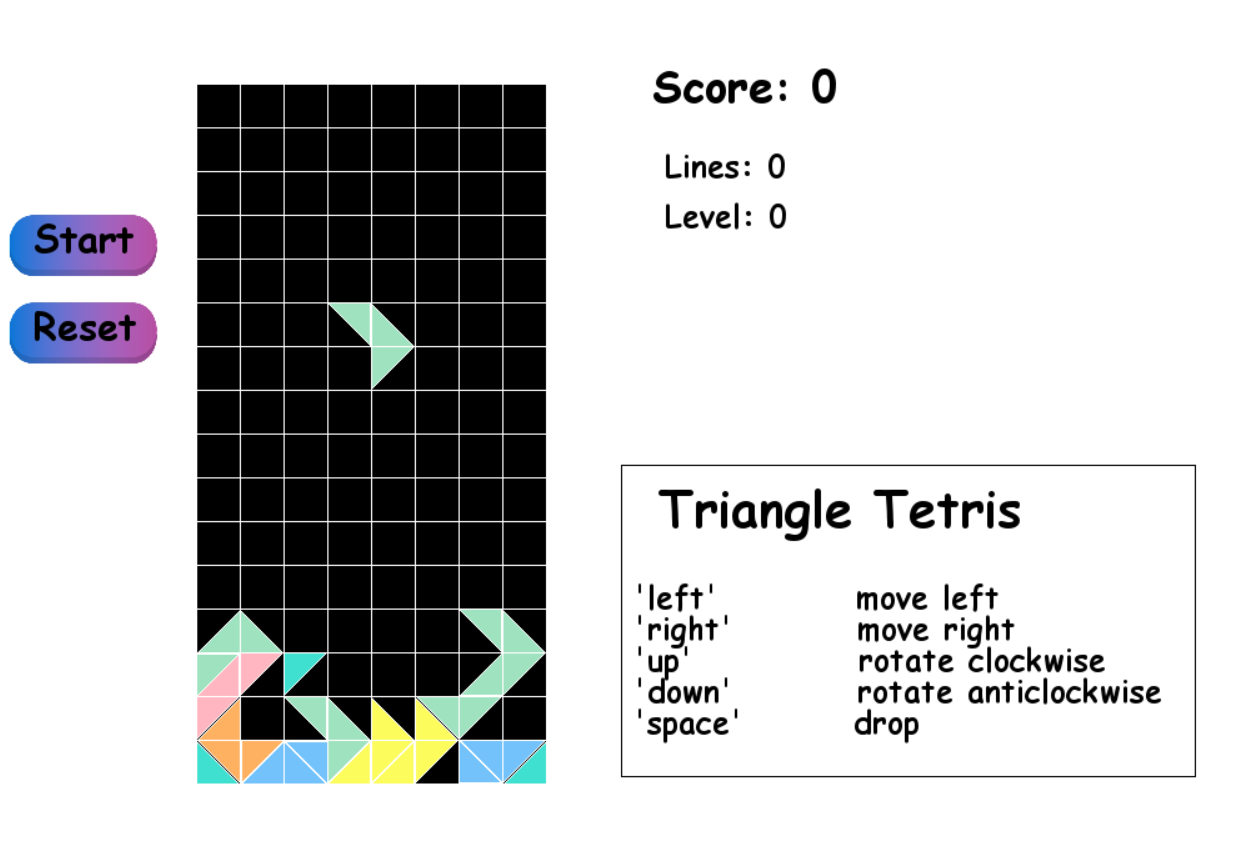 Score: 0
Lines: 0
Level: 0
Start
Reset
Triangle Tetris
'left' move left
'right' move right
'up' rotate clockwise
'down' rotate anticlockwise
'space' drop